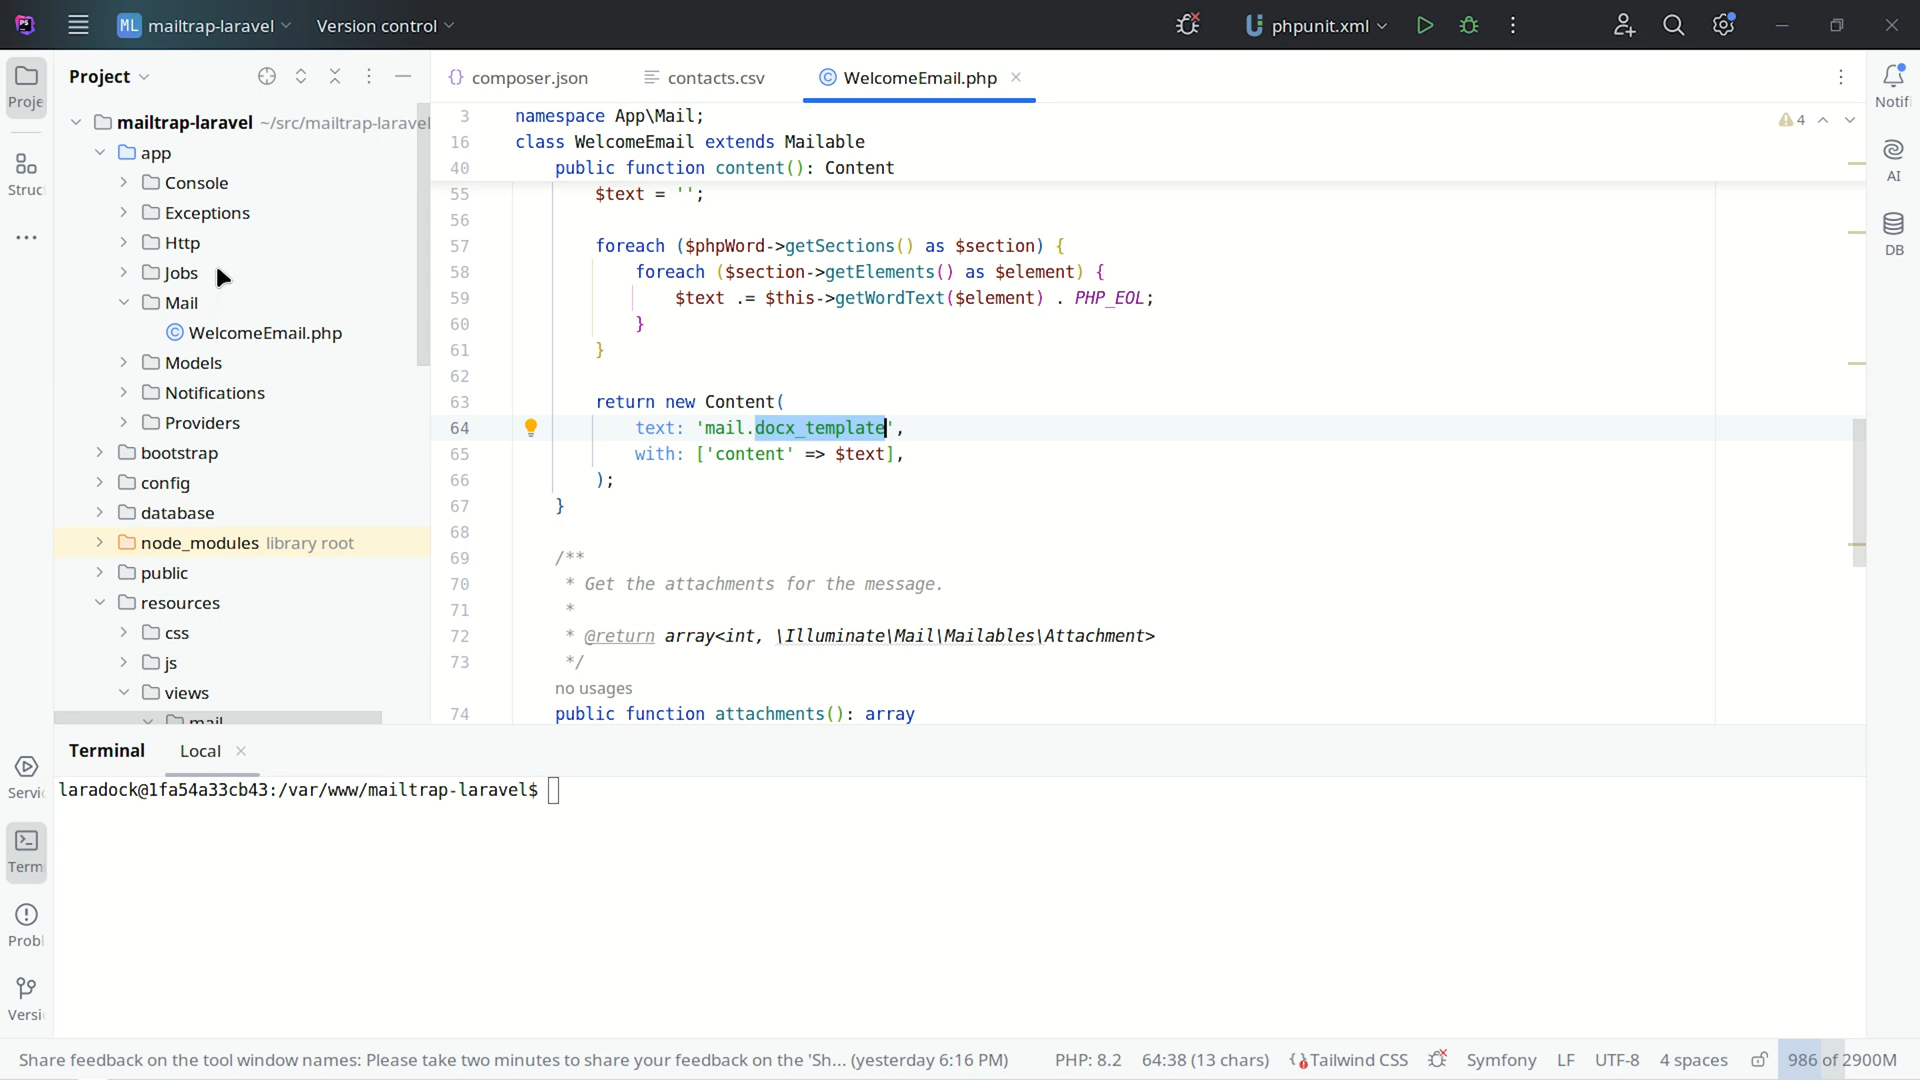 PS
ML mailtrap-laravel
Version control
phpunit.xml
Proje
Struc
Servi
Term
Probl
Versi
Project
mailtrap-laravel ~/src/mailtrap-laravel
app
Console
Exceptions
Http
Jobs
Mail
WelcomeEmail.php
Models
Notifications
Providers
bootstrap
config
database
node_modules library root
public
resources
css
js
views
mail
composer.json
contacts.csv
WelcomeEmail.php
4
3 namespace App\Mail;
16 class WelcomeEmail extends Mailable
40 public function content(): Content
55 $text = '';
56
57 foreach ($phpWord->getSections() as $section) {
58 foreach ($section->getElements() as $element) {
59 $text .= $this->getWordText($element) . PHP_EOL;
60 }
61 }
62
63 return new Content(
64 text: 'mail.docx_template',
65 with: ['content' => $text],
66 );
67 }
68
69 /**
70 * Get the attachments for the message.
71 *
72 * @return array<int, \Illuminate\Mail\Mailables\Attachment>
73 */
no usages
74 public function attachments(): array
Notifi
AI
DB
Terminal
Local
laradock@1fa54a33cb43:/var/www/mailtrap-laravel$
Share feedback on the tool window names: Please take two minutes to share your feedback on the 'Sh... (yesterday 6:16 PM)
PHP: 8.2
64:38 (13 chars)
Tailwind CSS
Symfony
LF
UTF-8
4 spaces
986 of 2900M